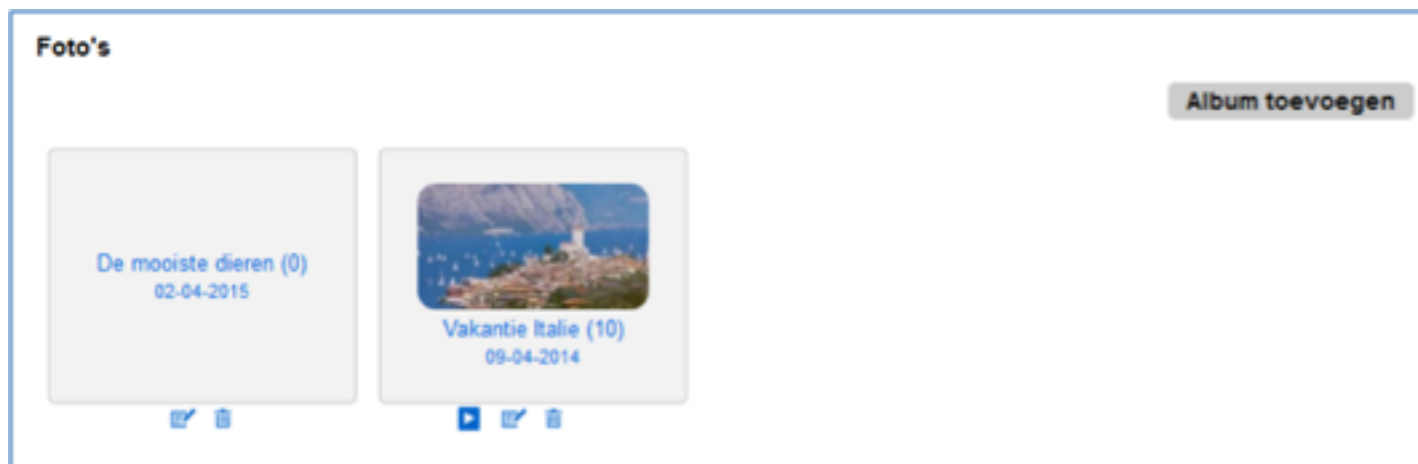 Foto's
Album toevoegen
De mooiste dieren (0)
02-04-2015
Vakantie Italie (10)
09-04-2014